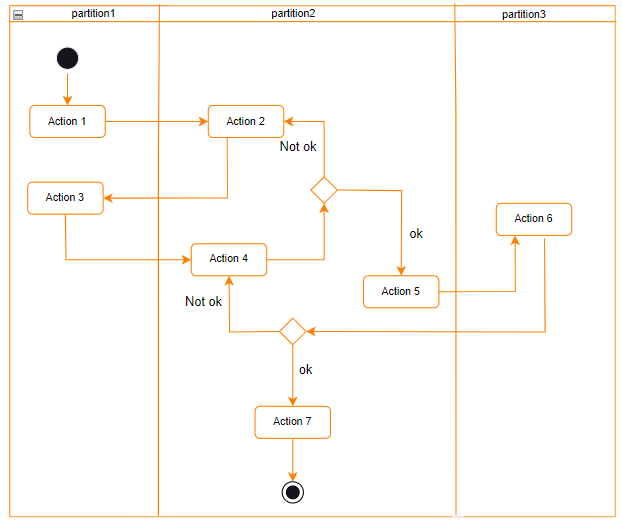 partition1
partition2
partition3
Action 1
Action 2
Not ok
Action 3
Action 6
ok
Action 4
Action 5
Not ok
ok
Action 7